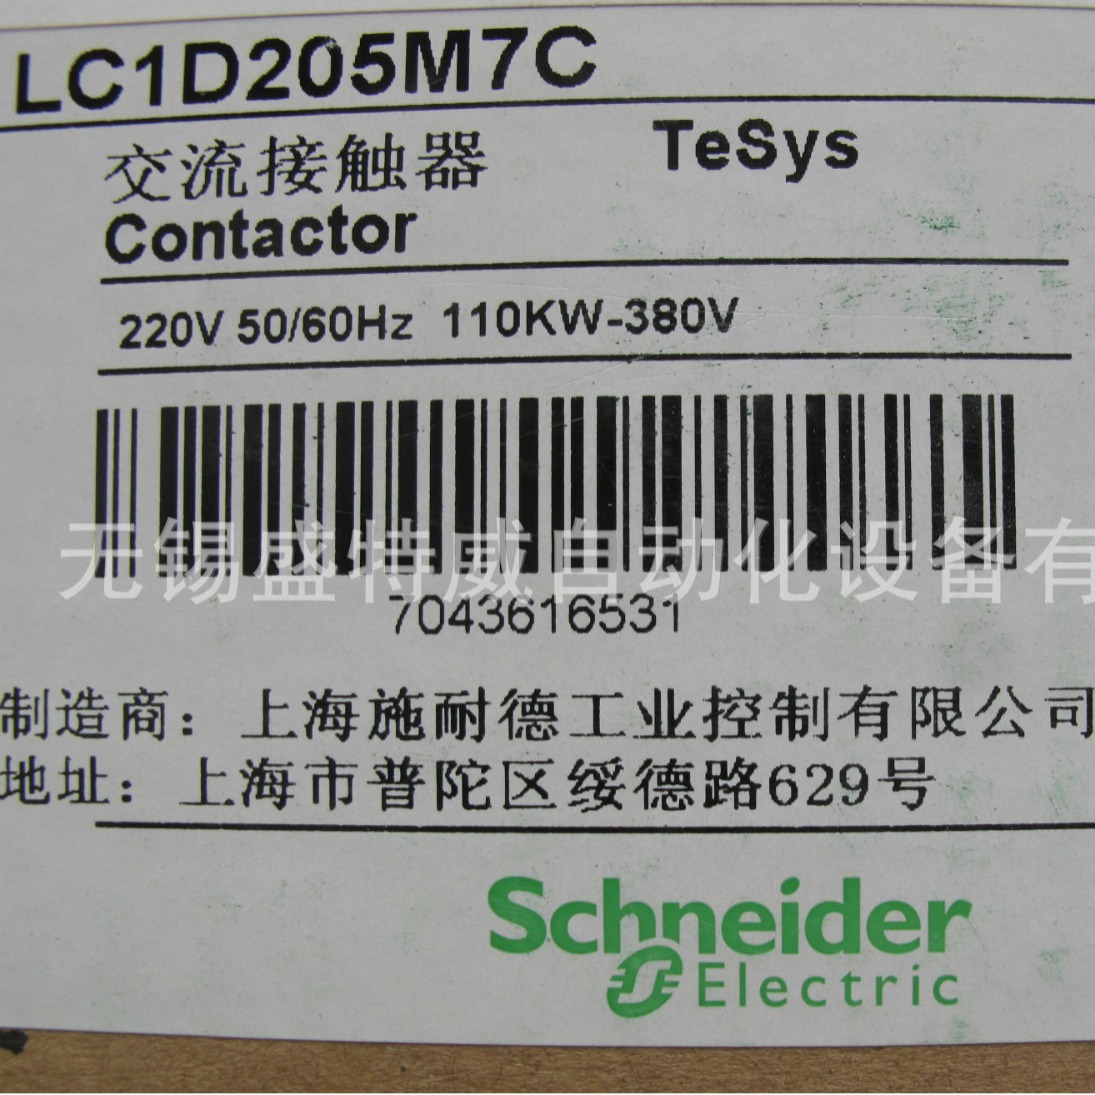 LC1D205M7C
交流接触器 TeSys
Contactor
220V 50/60Hz 110KW-380V
无锡盛特威自动化设备有
7043616531
制造商：上海施耐德工业控制有限公司
地址：上海市普陀区绥德路629号
Schneider
Electric